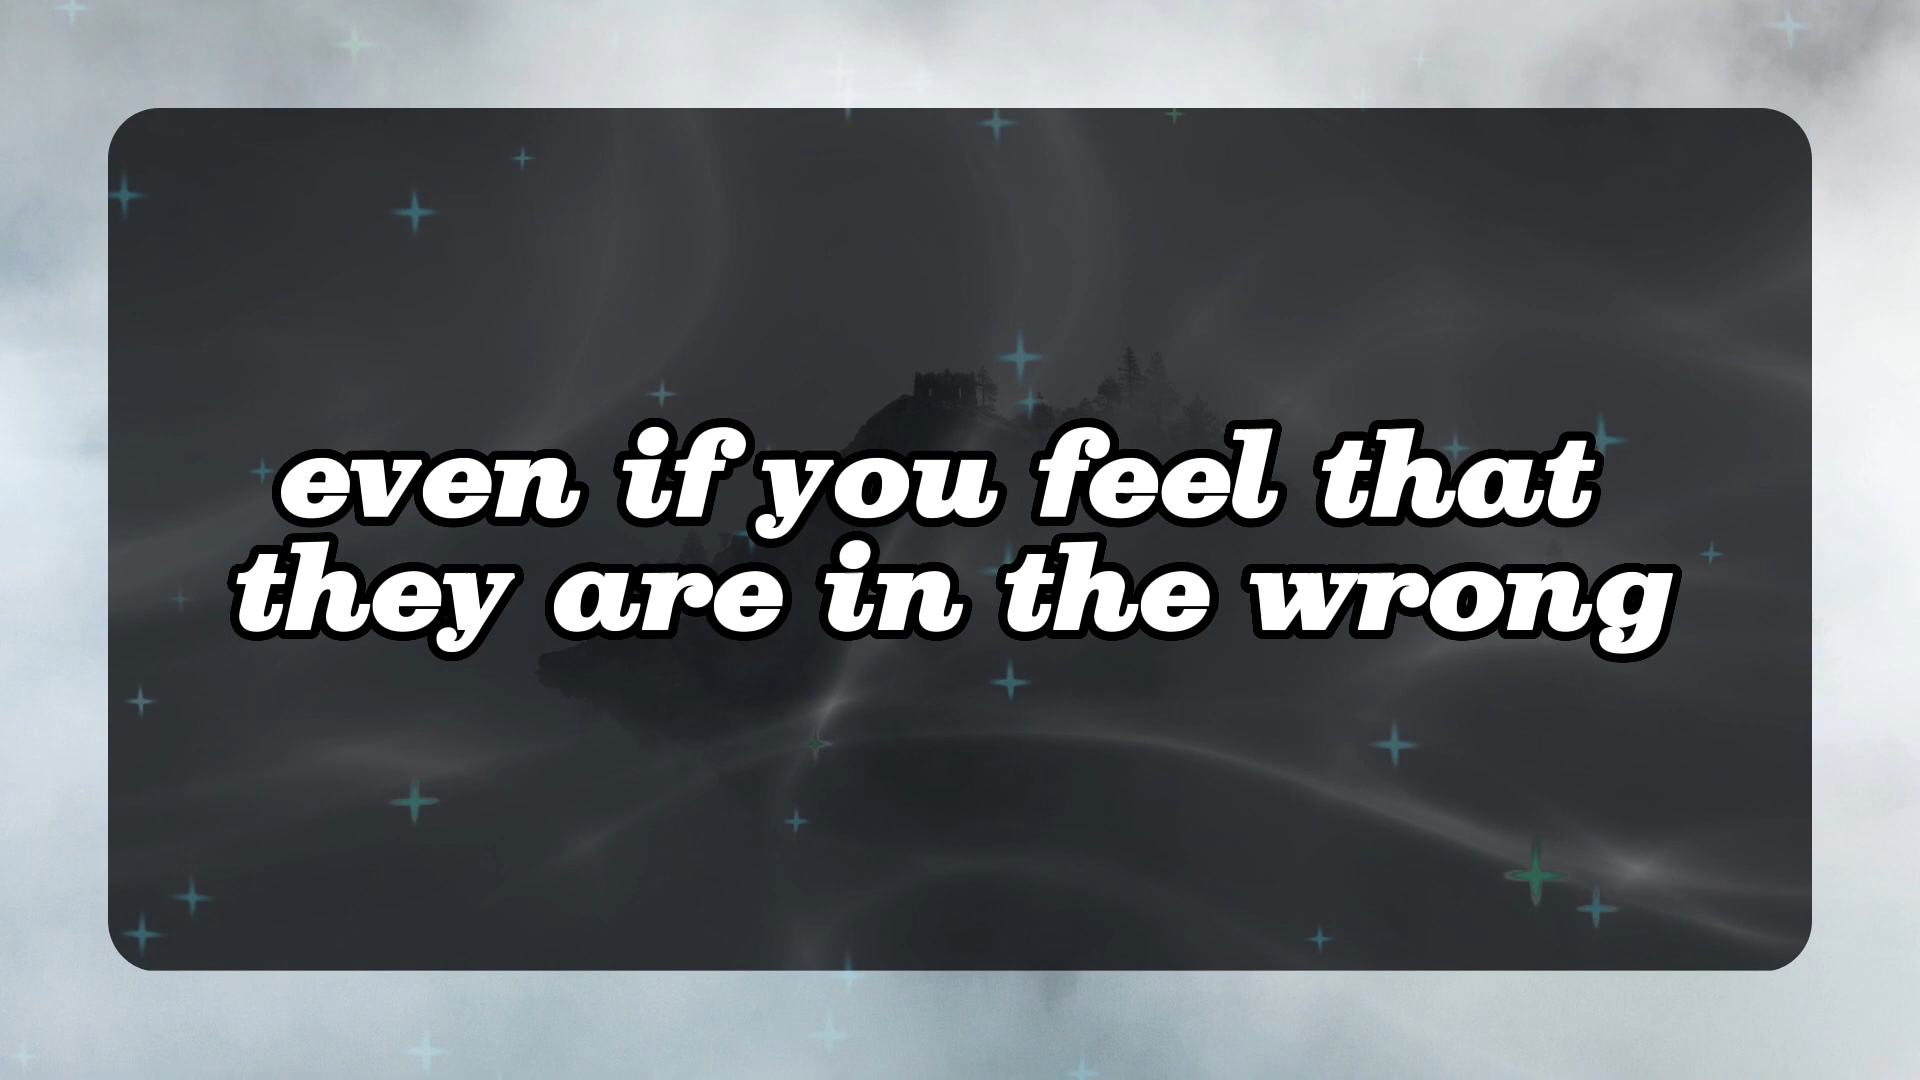 even if you feel that
they are in the wrong